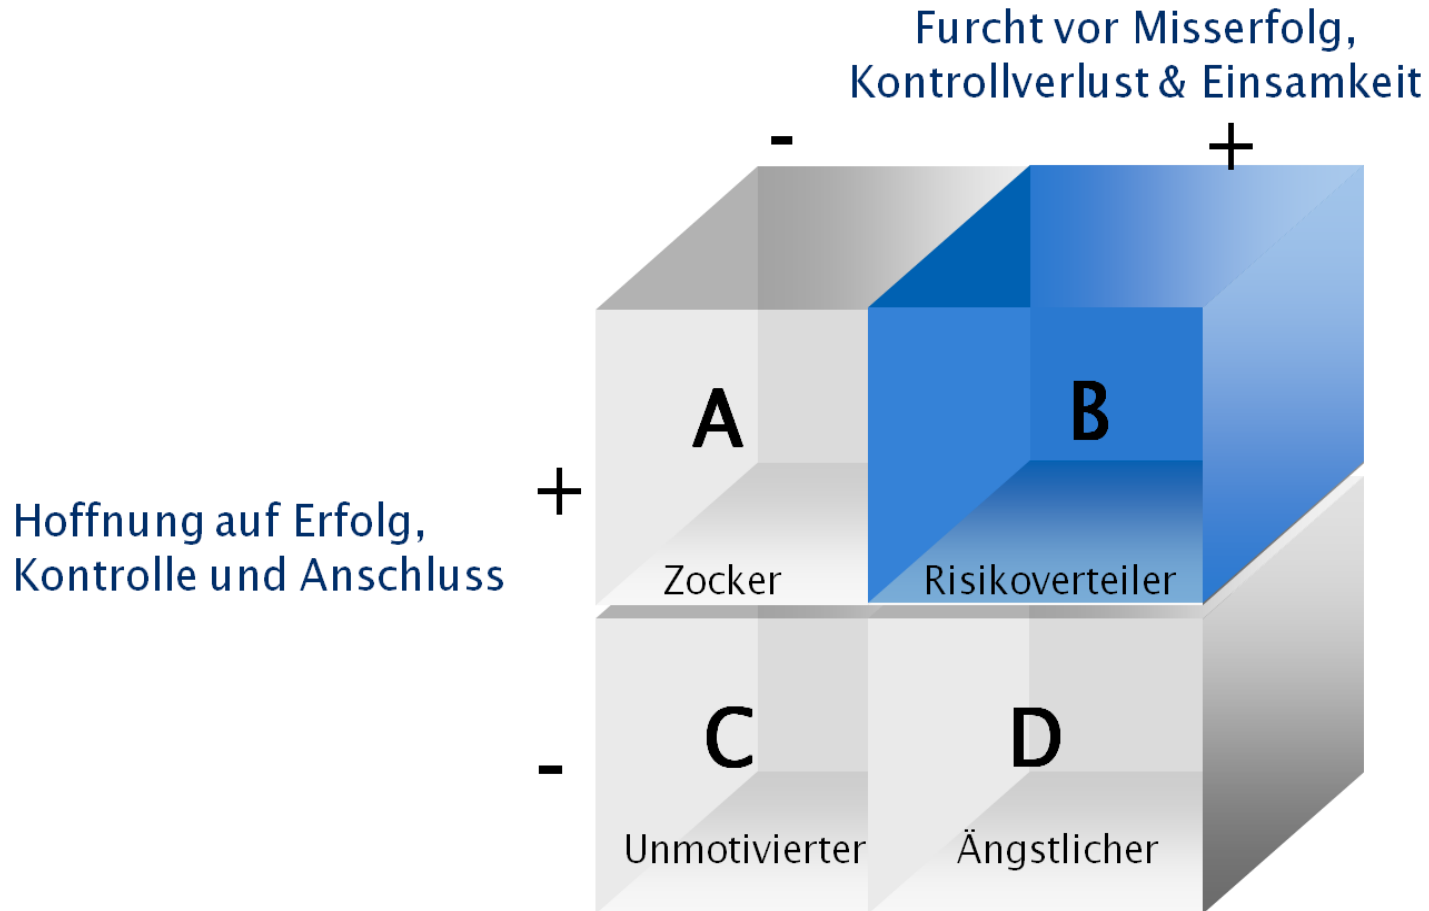 Furcht vor Misserfolg,
Kontrollverlust & Einsamkeit
- +
A B
+
Hoffnung auf Erfolg,
Kontrolle und Anschluss
Zocker Risikoverteiler
C D
-
Unmotivierter Ängstlicher